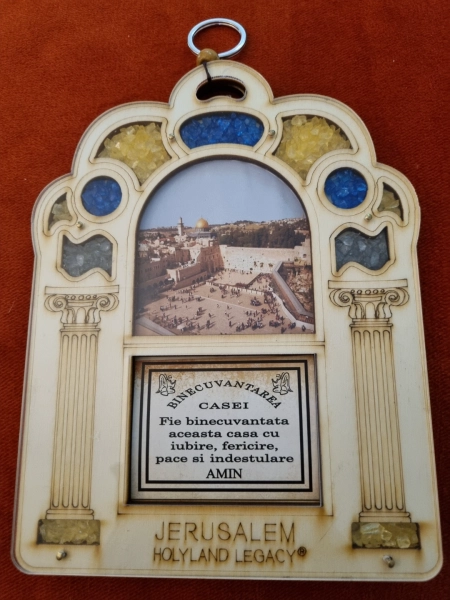 BINECUVANTAREA
CASEI
Fie binecuvantata
aceasta casa cu
iubire, fericire,
pace si indestulare
AMIN
JERUSALEM
HOLYLAND LEGACY®